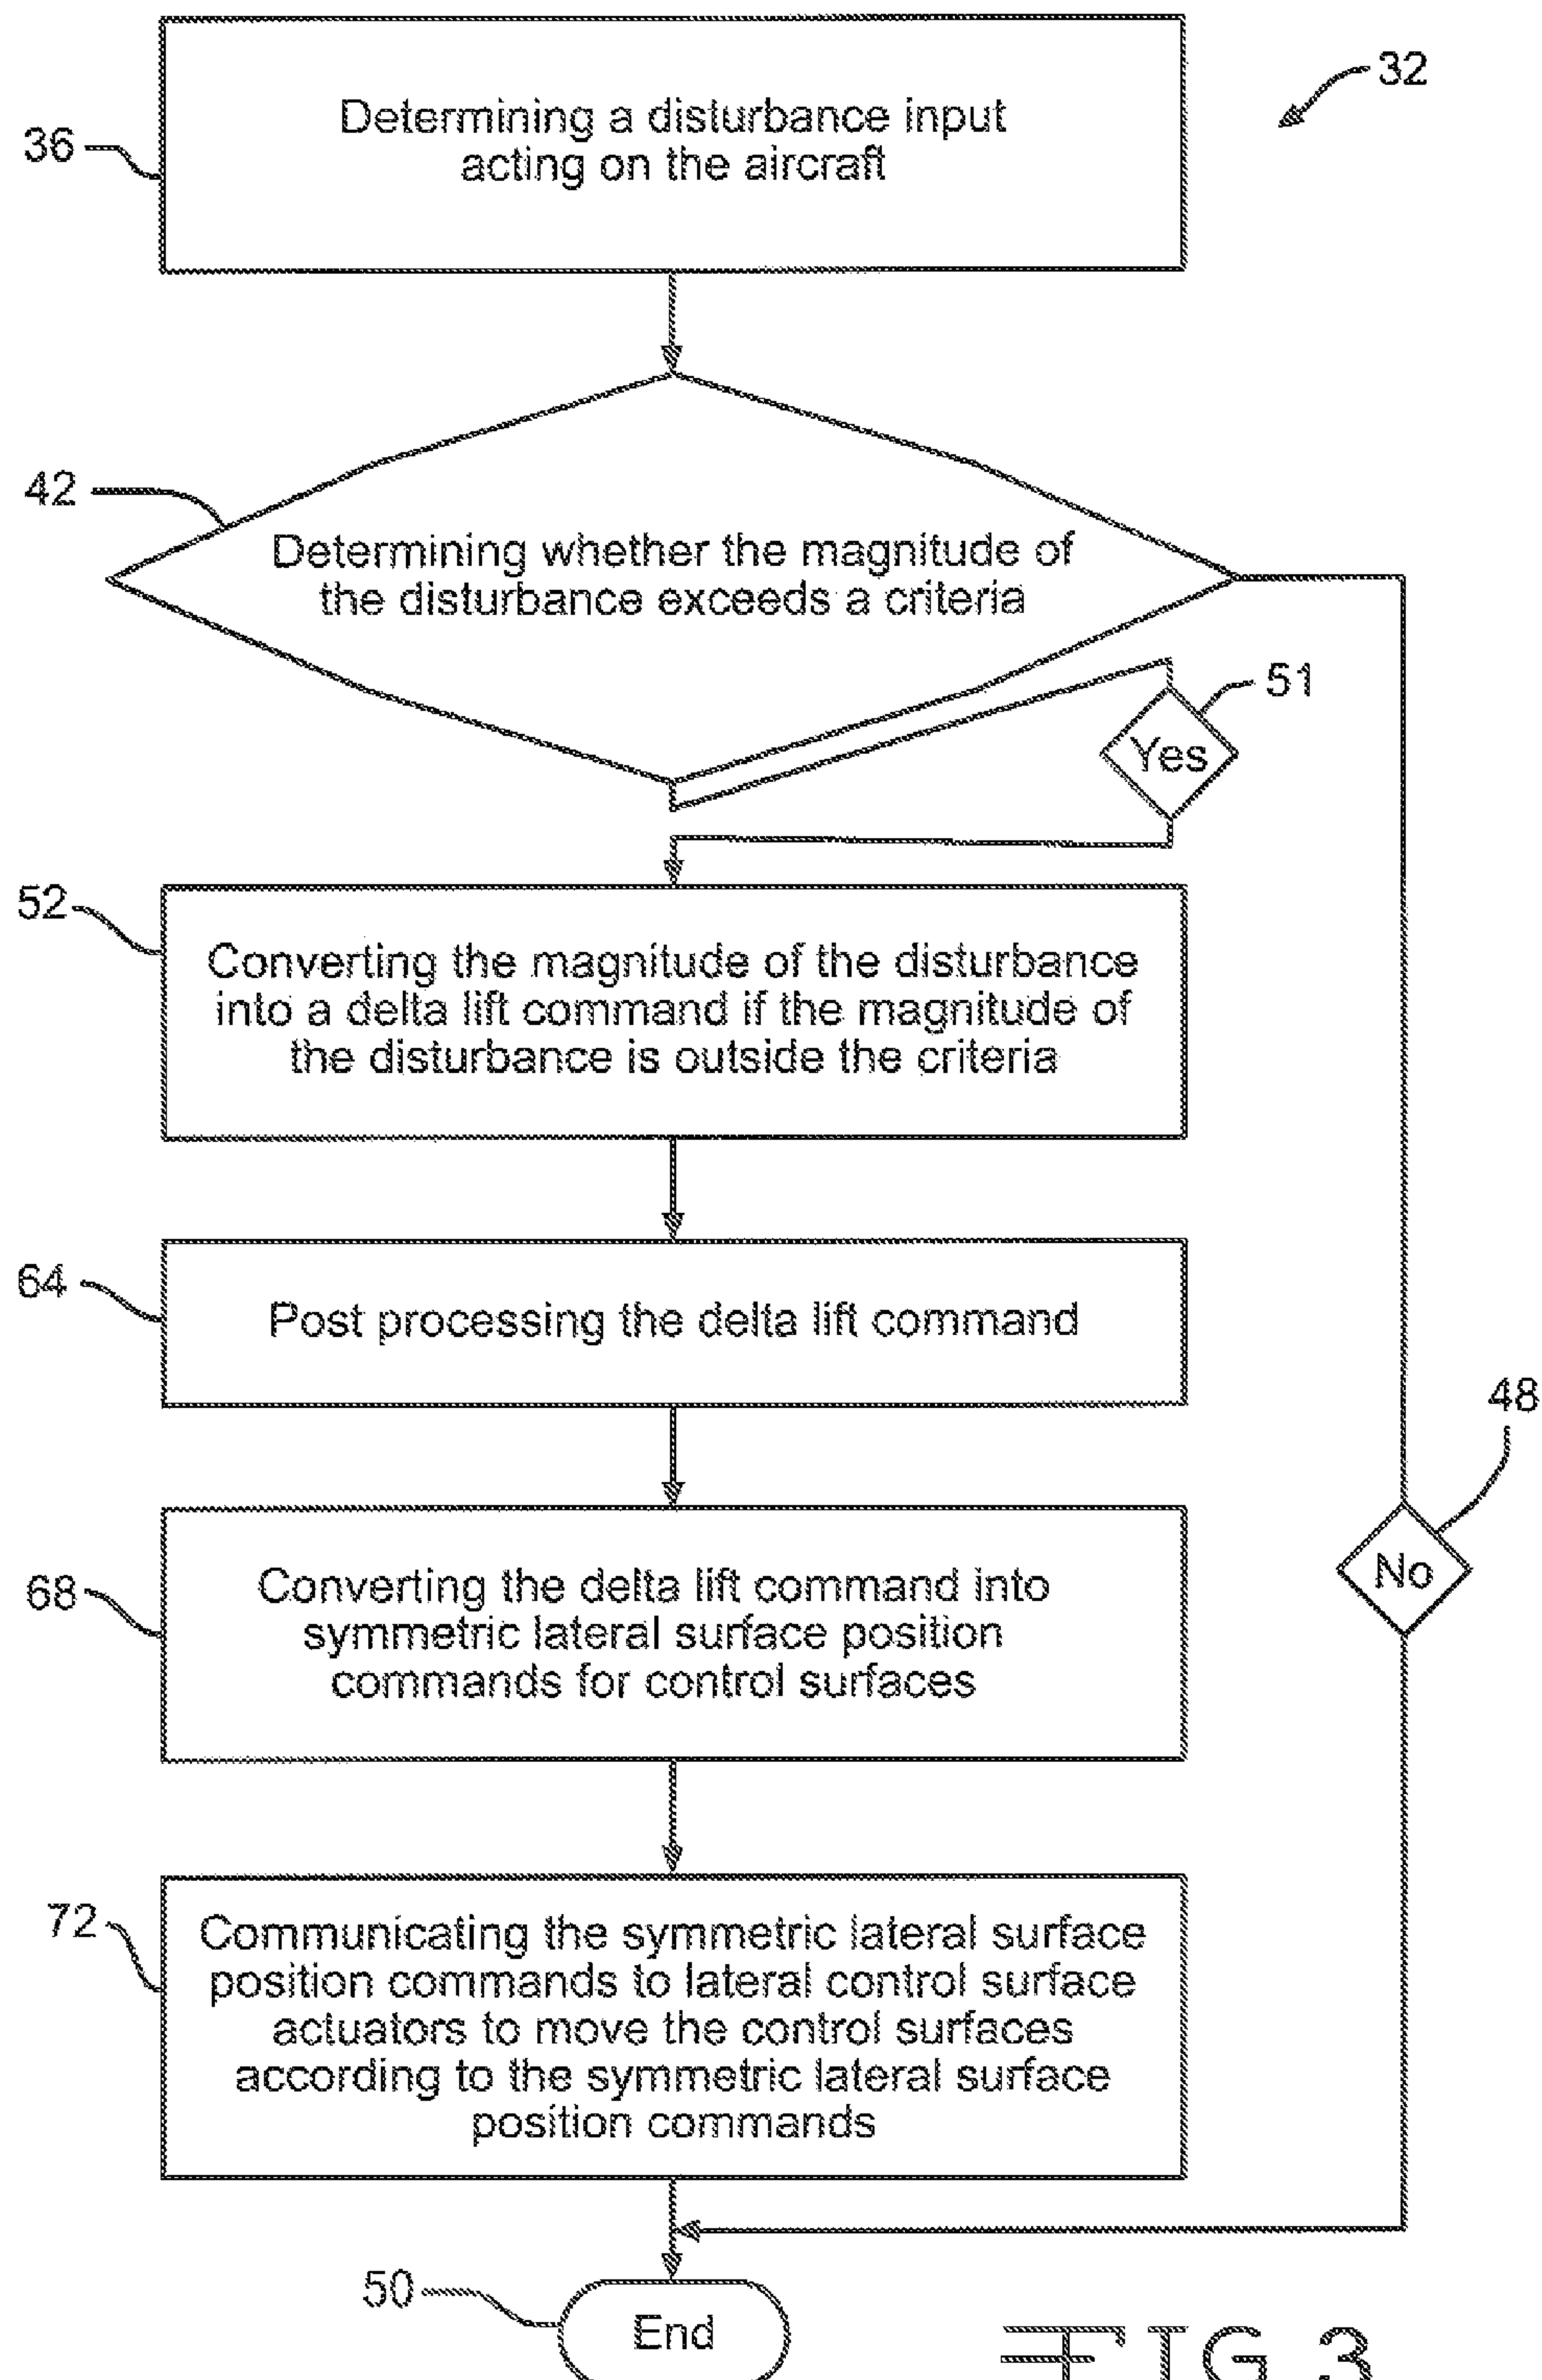 32
36
Determining a disturbance input
acting on the aircraft
42
Determining whether the magnitude of
the disturbance exceeds a criteria
51
Yes
52
Converting the magnitude of the disturbance
into a delta lift command if the magnitude of
the disturbance is outside the criteria
64
Post processing the delta lift command
48
No
68
Converting the delta lift command into
symmetric lateral surface position
commands for control surfaces
72
Communicating the symmetric lateral surface
position commands to lateral control surface
actuators to move the control surfaces
according to the symmetric lateral surface
position commands
50
End
FIG 3